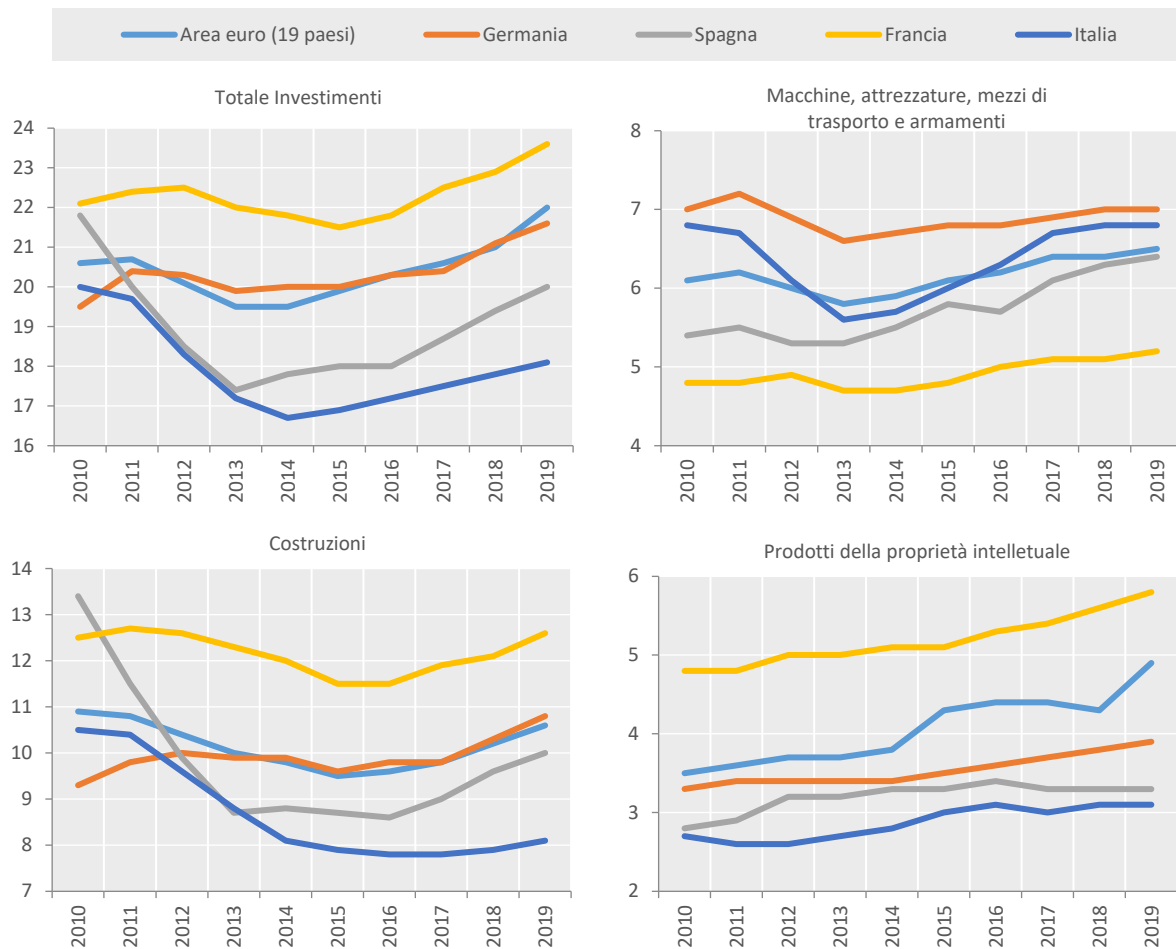 Area euro (19 paesi) Germania Spagna Francia Italia
Totale Investimenti
24
23
22
21
20
19
18
17
16
2010 2011 2012 2013 2014 2015 2016 2017 2018 2019
Macchine, attrezzature, mezzi di
trasporto e armamenti
8
7
6
5
4
2010 2011 2012 2013 2014 2015 2016 2017 2018 2019
Costruzioni
14
13
12
11
10
9
8
7
2010 2011 2012 2013 2014 2015 2016 2017 2018 2019
Prodotti della proprietà intelletuale
6
5
4
3
2
2010 2011 2012 2013 2014 2015 2016 2017 2018 2019